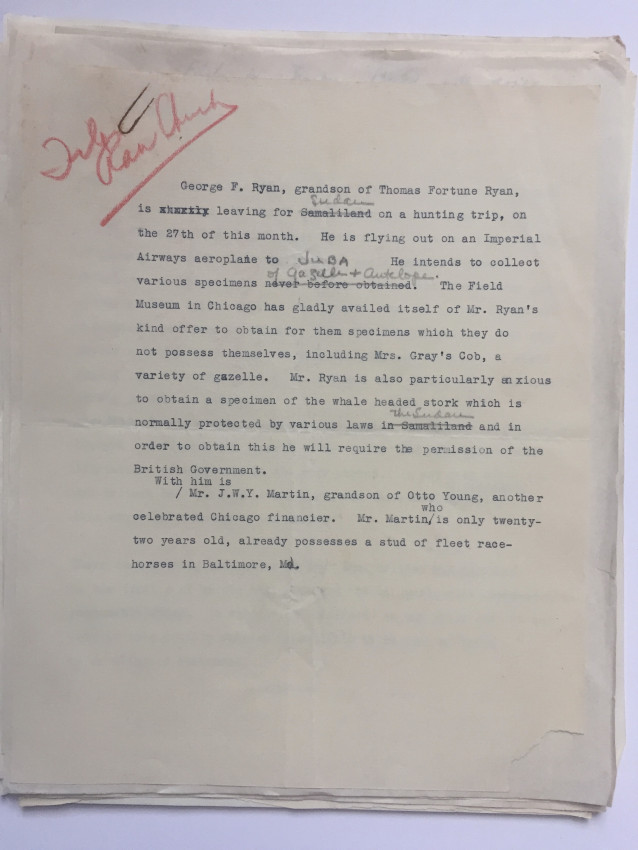 George F. Ryan, grandson of Thomas Fortune Ryan,
Sudan
is leaving for Samaliland on a hunting trip, on
the 27th of this month. He is flying out on an Imperial
Airways aeroplane to JUBA He intends to collect
of Gazelle + Antelope.
various specimens never before obtained. The Field
Museum in Chicago has gladly availed itself of Mr. Ryan's
kind offer to obtain for them specimens which they do
not possess themselves, including Mrs. Gray's Cob, a
variety of gazelle. Mr. Ryan is also particularly anxious
to obtain a specimen of the whale headed stork which is
the Sudan
normally protected by various laws in Samaliland and in
order to obtain this he will require the permission of the
British Government.
With him is
/ Mr. J.W.Y. Martin, grandson of Otto Young, another
who
celebrated Chicago financier. Mr. Martin/is only twenty-
two years old, already possesses a stud of fleet race-
horses in Baltimore, Md.